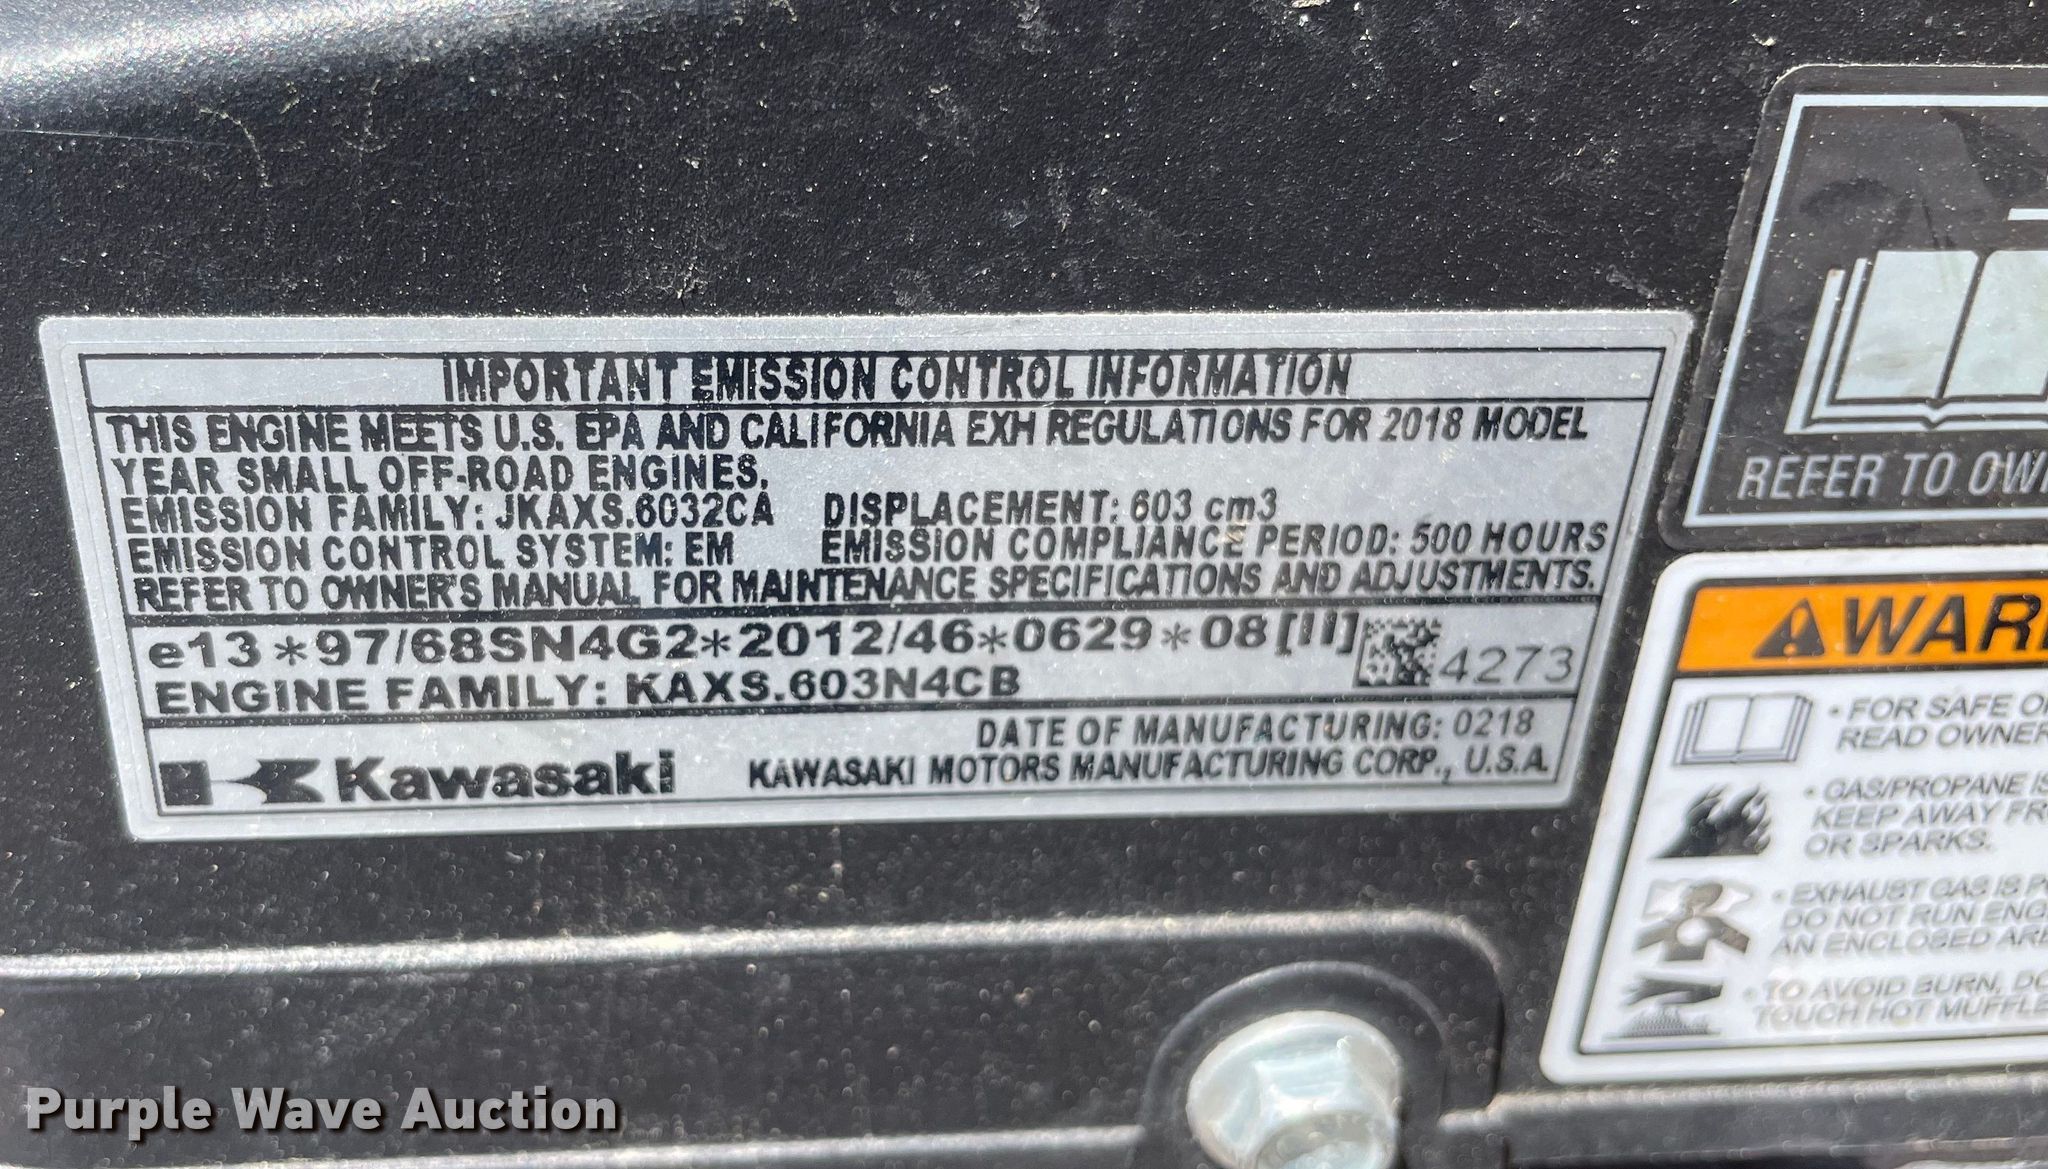 IMPORTANT EMISSION CONTROL INFORMATION
THIS ENGINE MEETS U.S. EPA AND CALIFORNIA EXH REGULATIONS FOR 2018 MODEL
YEAR SMALL OFF-ROAD ENGINES.
EMISSION FAMILY: JKAXS.6032CA DISPLACEMENT: 603 cm3
EMISSION CONTROL SYSTEM: EM EMISSION COMPLIANCE PERIOD: 500 HOURS
REFER TO OWNER'S MANUAL FOR MAINTENANCE SPECIFICATIONS AND ADJUSTMENTS.
e13*97/68SN4G2*2012/46*0629*08[II] 4273
ENGINE FAMILY: KAXS.603N4CB
DATE OF MANUFACTURING: 0218
Kawasaki KAWASAKI MOTORS MANUFACTURING CORP., U.S.A.
REFER TO OW
WAR
• FOR SAFE O
READ OWNER
• GAS/PROPANE IS
KEEP AWAY FR
OR SPARKS.
• EXHAUST GAS IS P
DO NOT RUN ENG
AN ENCLOSED ARE
• TO AVOID BURN, DO
TOUCH HOT MUFFLE
Purple Wave Auction